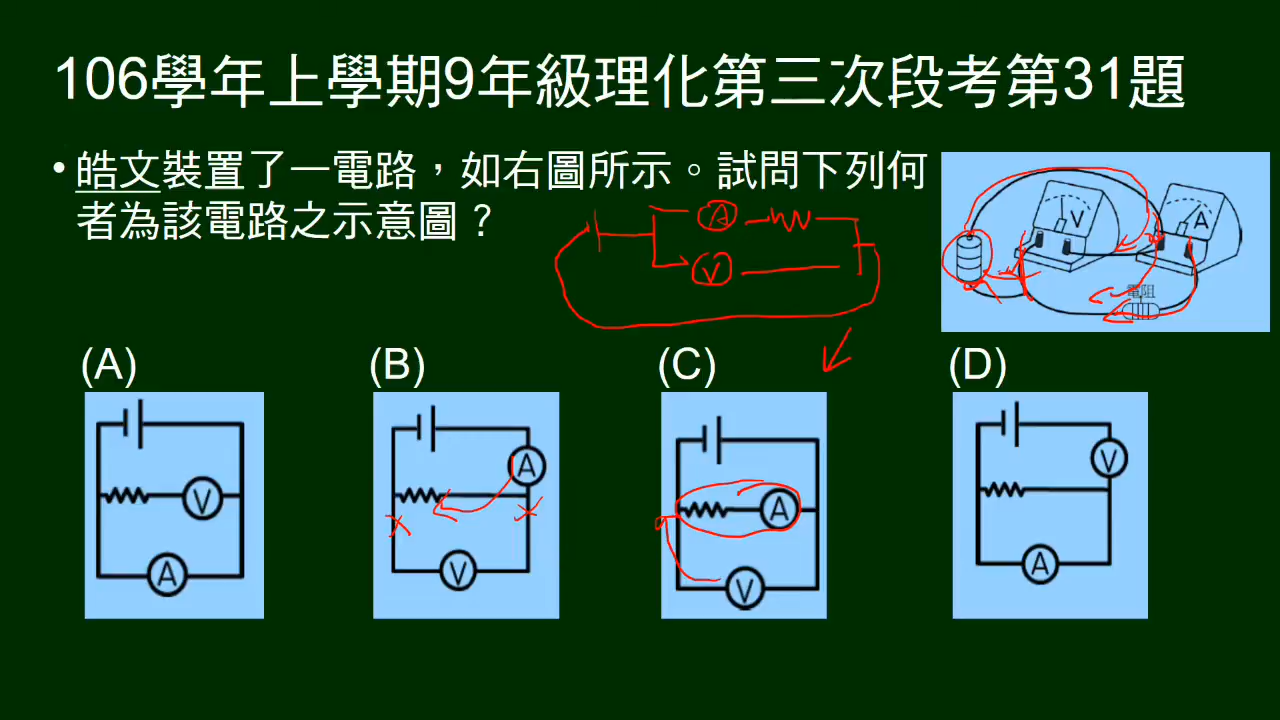 106學年上學期9年級理化第三次段考第31題
• 皓文裝置了一電路，如右圖所示。試問下列何
者為該電路之示意圖？
A
V
V
A
電阻
(A)
(B)
(C)
(D)
V
A
A
V
A
V
V
A